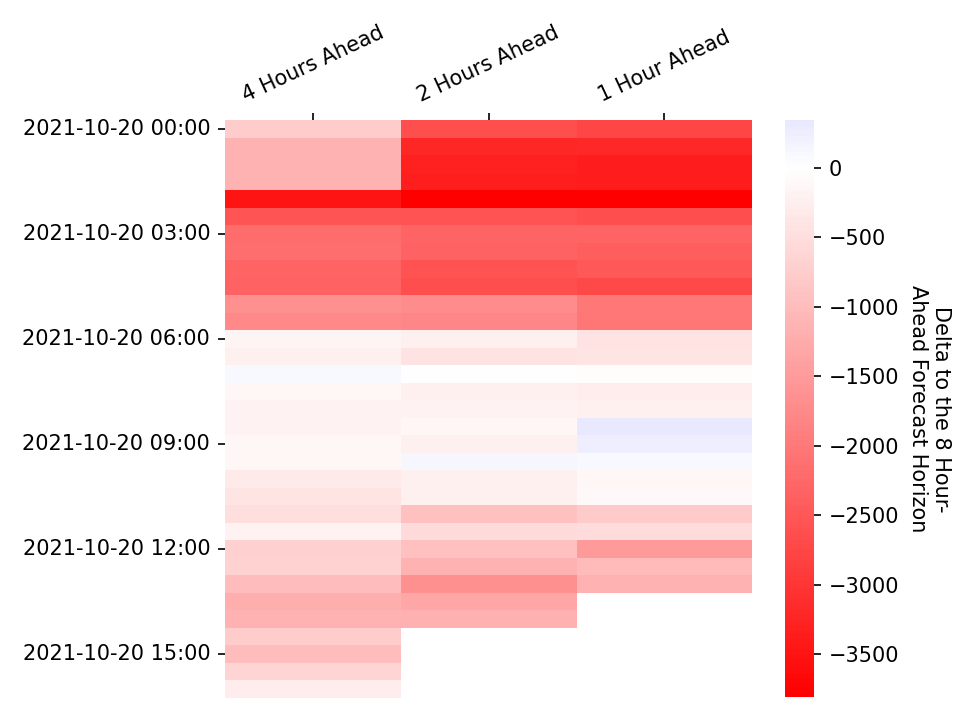 4 Hours Ahead
2 Hours Ahead
1 Hour Ahead
2021-10-20 00:00
2021-10-20 03:00
2021-10-20 06:00
2021-10-20 09:00
2021-10-20 12:00
2021-10-20 15:00
0
−500
−1000
−1500
−2000
−2500
−3000
−3500
Delta to the 8 Hour-
Ahead Forecast Horizon